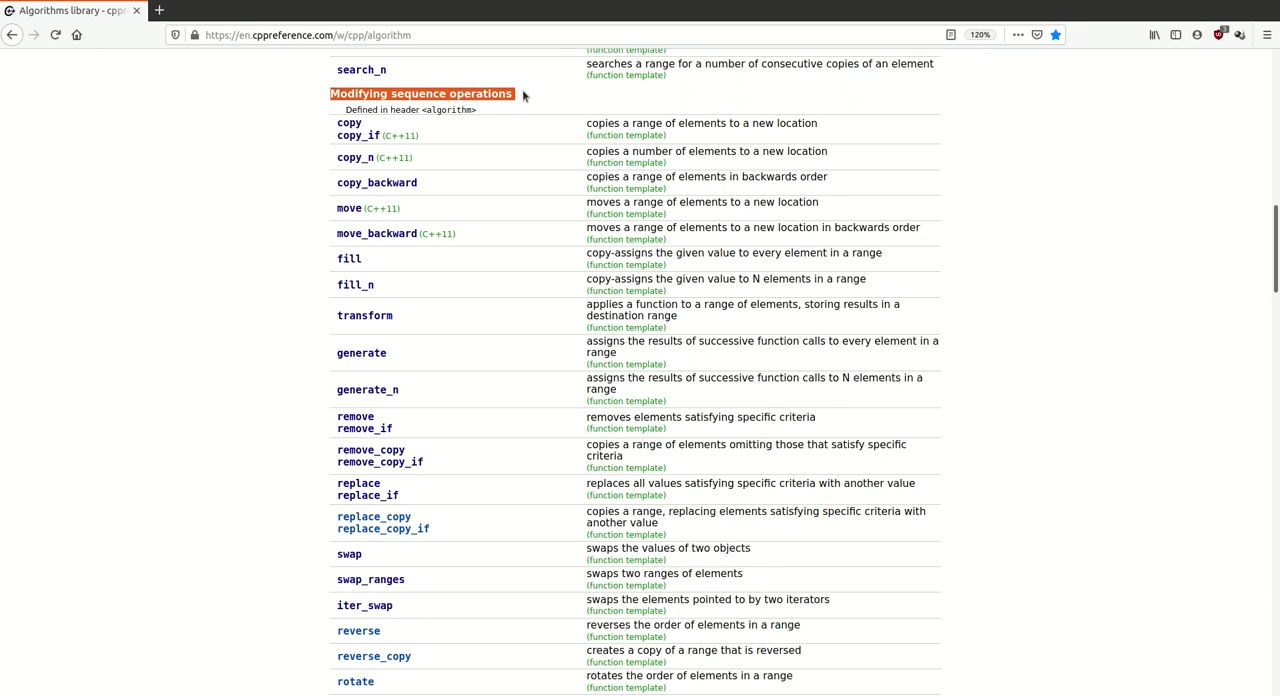 Algorithms library - cppr
https://en.cppreference.com/w/cpp/algorithm
120%
3
(function template)
search_n
searches a range for a number of consecutive copies of an element
(function template)
Modifying sequence operations
Defined in header <algorithm>
copy
copy_if (C++11)
copies a range of elements to a new location
(function template)
copy_n (C++11)
copies a number of elements to a new location
(function template)
copy_backward
copies a range of elements in backwards order
(function template)
move (C++11)
moves a range of elements to a new location
(function template)
move_backward (C++11)
moves a range of elements to a new location in backwards order
(function template)
fill
copy-assigns the given value to every element in a range
(function template)
fill_n
copy-assigns the given value to N elements in a range
(function template)
transform
applies a function to a range of elements, storing results in a
destination range
(function template)
generate
assigns the results of successive function calls to every element in a
range
(function template)
generate_n
assigns the results of successive function calls to N elements in a
range
(function template)
remove
remove_if
removes elements satisfying specific criteria
(function template)
remove_copy
remove_copy_if
copies a range of elements omitting those that satisfy specific
criteria
(function template)
replace
replace_if
replaces all values satisfying specific criteria with another value
(function template)
replace_copy
replace_copy_if
copies a range, replacing elements satisfying specific criteria with
another value
(function template)
swap
swaps the values of two objects
(function template)
swap_ranges
swaps two ranges of elements
(function template)
iter_swap
swaps the elements pointed to by two iterators
(function template)
reverse
reverses the order of elements in a range
(function template)
reverse_copy
creates a copy of a range that is reversed
(function template)
rotate
rotates the order of elements in a range
(function template)